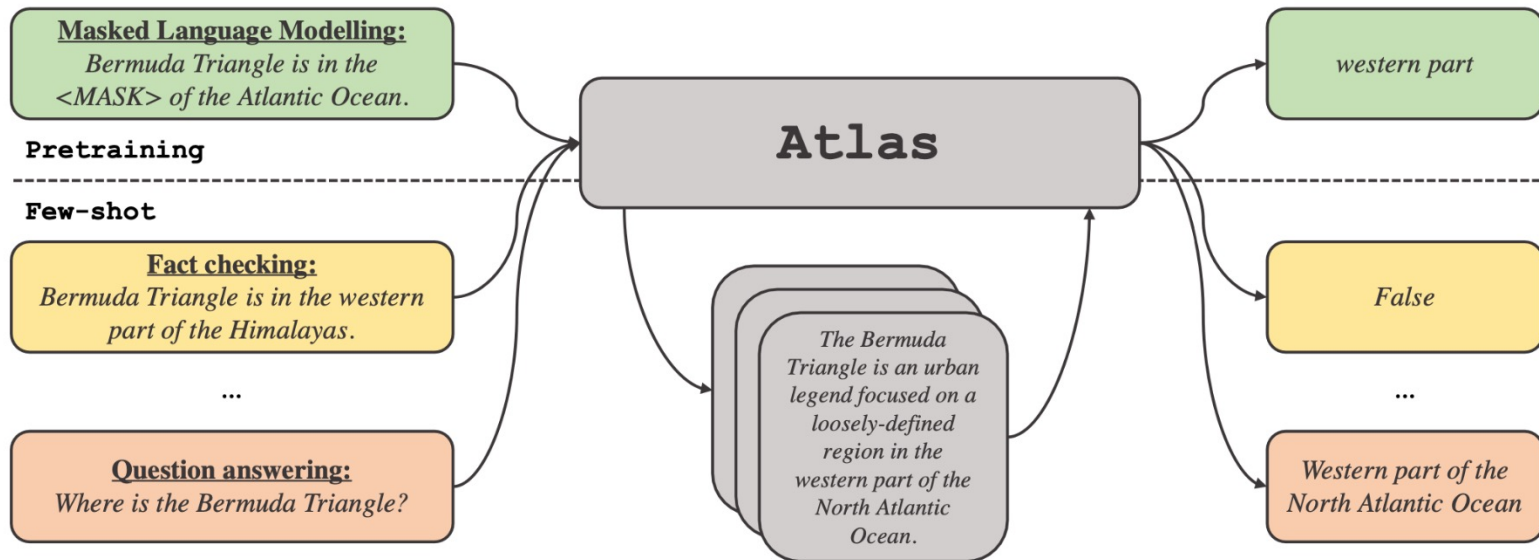 Masked Language Modelling:
Bermuda Triangle is in the
<MASK> of the Atlantic Ocean.
western part
Atlas
Pretraining
Few-shot
Fact checking:
Bermuda Triangle is in the western
part of the Himalayas.
False
...
...
The Bermuda
Triangle is an urban
legend focused on a
loosely-defined
region in the
western part of the
North Atlantic
Ocean.
Question answering:
Where is the Bermuda Triangle?
Western part of the
North Atlantic Ocean